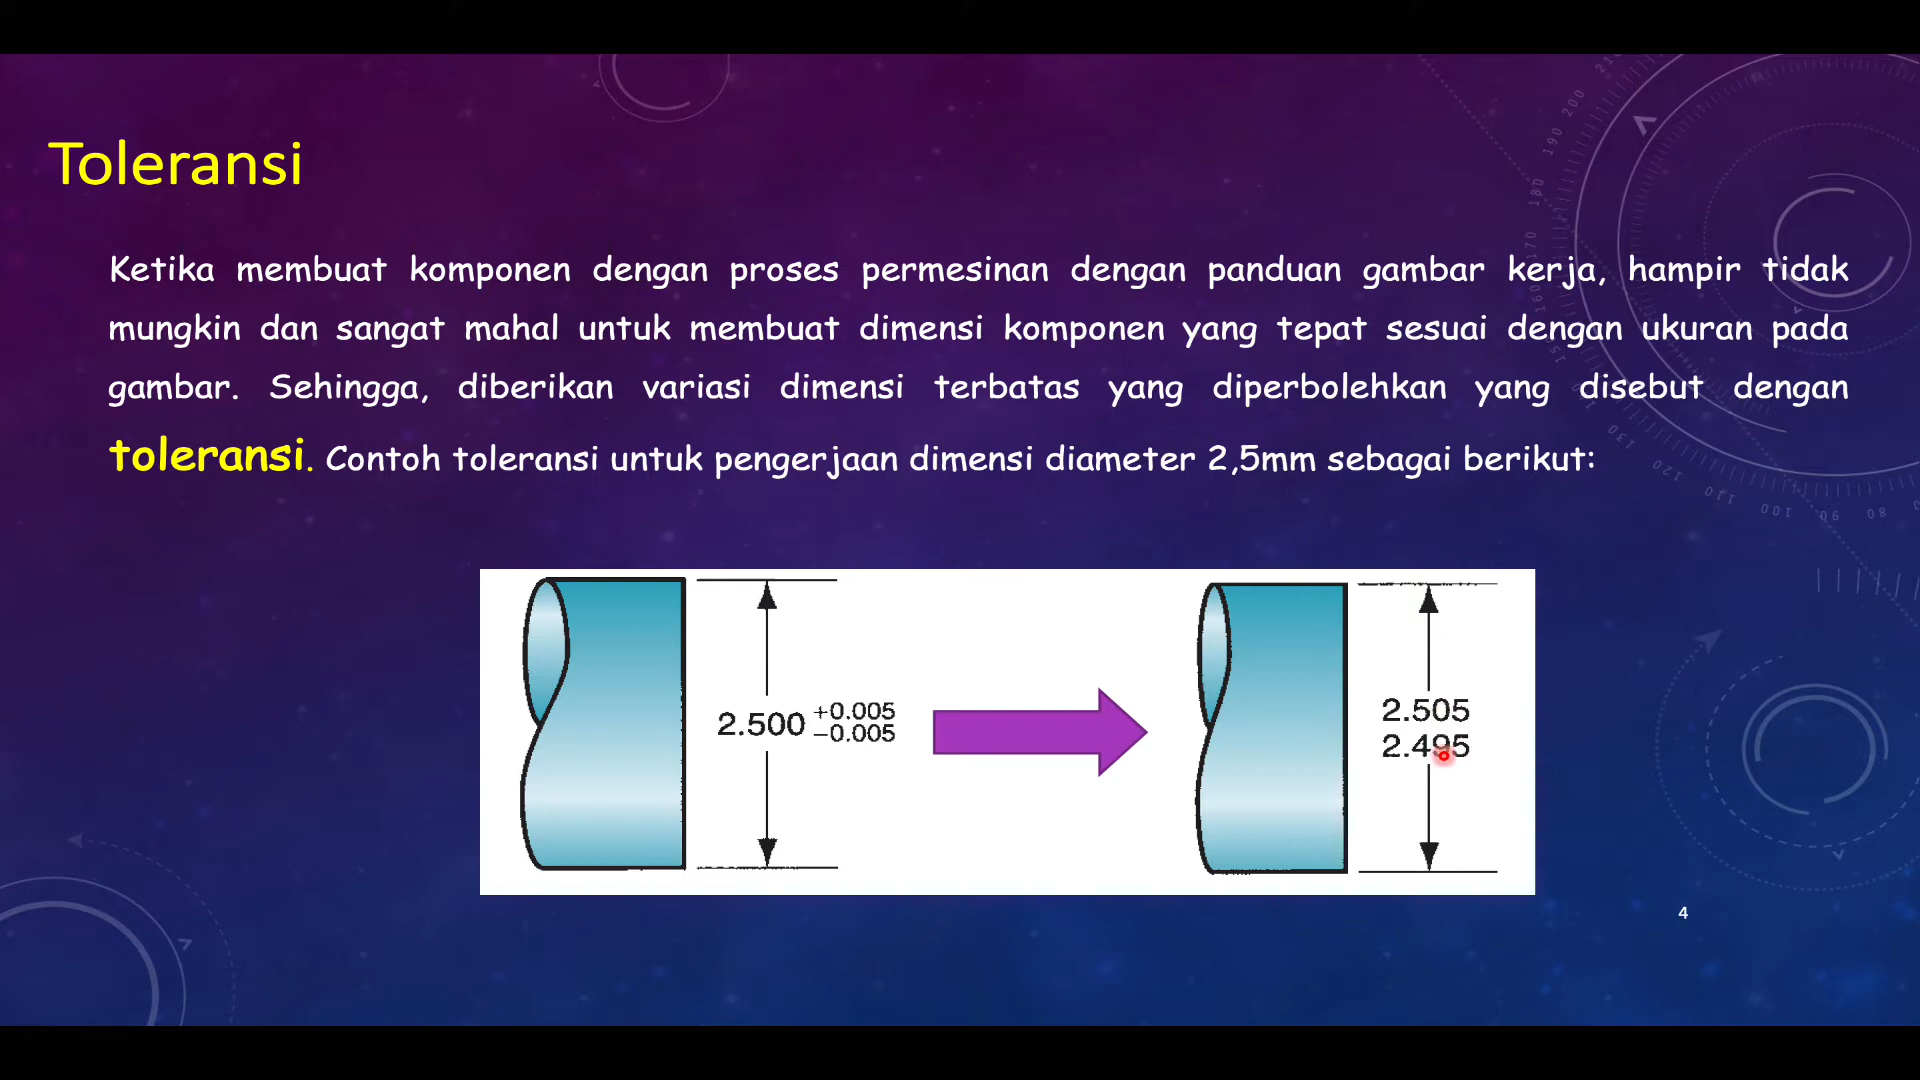 Toleransi
Ketika membuat komponen dengan proses permesinan dengan panduan gambar kerja, hampir tidak
mungkin dan sangat mahal untuk membuat dimensi komponen yang tepat sesuai dengan ukuran pada
gambar. Sehingga, diberikan variasi dimensi terbatas yang diperbolehkan yang disebut dengan
toleransi. Contoh toleransi untuk pengerjaan dimensi diameter 2,5mm sebagai berikut:
2.500 +0.005
-0.005
2.505
2.495
4